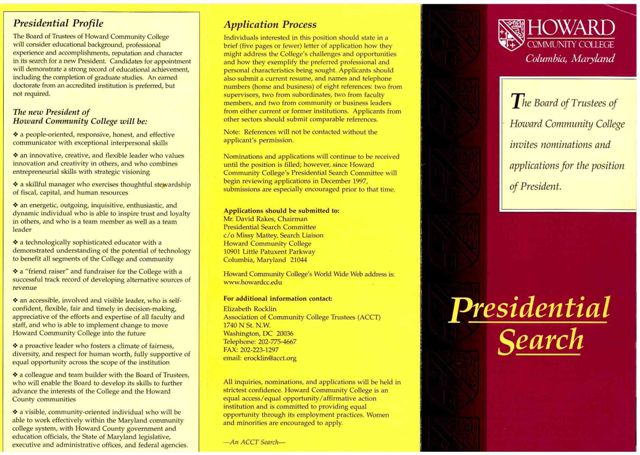 Presidential Profile
The Board of Trustees of Howard Community College
will consider educational background, professional
experience and accomplishments, reputation and character
in its search for a new President. Candidates for appointment
will demonstrate a strong record of educational achievement,
including the completion of graduate studies. An earned
doctorate from an accredited institution is preferred, but
not required.
The new President of
Howard Community College will be:
❖ a people-oriented, responsive, honest, and effective
communicator with exceptional interpersonal skills
❖ an innovative, creative, and flexible leader who values
innovation and creativity in others, and who combines
entrepreneurial skills with strategic visioning
❖ a skillful manager who exercises thoughtful stewardship
of fiscal, capital, and human resources
❖ an energetic, outgoing, inquisitive, enthusiastic, and
dynamic individual who is able to inspire trust and loyalty
in others, and who is a team member as well as a team
leader
❖ a technologically sophisticated educator with a
demonstrated understanding of the potential of technology
to benefit all segments of the College and community
❖ a "friend raiser" and fundraiser for the College with a
successful track record of developing alternative sources of
revenue
❖ an accessible, involved and visible leader, who is self-
confident, flexible, fair and timely in decision-making,
appreciative of the efforts and expertise of all faculty and
staff, and who is able to implement change to move
Howard Community College into the future
❖ a proactive leader who fosters a climate of fairness,
diversity, and respect for human worth, fully supportive of
equal opportunity across the scope of the institution
❖ a colleague and team builder with the Board of Trustees,
who will enable the Board to develop its skills to further
advance the interests of the College and the Howard
County communities
❖ a visible, community-oriented individual who will be
able to work effectively within the Maryland community
college system, with Howard County government and
education officials, the State of Maryland legislative,
executive and administrative offices, and federal agencies.
Application Process
Individuals interested in this position should state in a
brief (five pages or fewer) letter of application how they
might address the College's challenges and opportunities
and how they exemplify the preferred professional and
personal characteristics being sought. Applicants should
also submit a current resume, and names and telephone
numbers (home and business) of eight references: two from
supervisors, two from subordinates, two from faculty
members, and two from community or business leaders
from either current or former institutions. Applicants from
other sectors should submit comparable references.
Note: References will not be contacted without the
applicant's permission.
Nominations and applications will continue to be received
until the position is filled; however, since Howard
Community College's Presidential Search Committee will
begin reviewing applications in December 1997,
submissions are especially encouraged prior to that time.
Applications should be submitted to:
Mr. David Rakes, Chairman
Presidential Search Committee
c/o Missy Mattey, Search Liaison
Howard Community College
10901 Little Patuxent Parkway
Columbia, Maryland 21044
Howard Community College's World Wide Web address is:
www.howardcc.edu
For additional information contact:
Elizabeth Rocklin
Association of Community College Trustees (ACCT)
1740 N St. N.W.
Washington, DC 20036
Telephone: 202-775-4667
FAX: 202-223-1297
email: erocklin@acct.org
All inquiries, nominations, and applications will be held in
strictest confidence. Howard Community College is an
equal access/equal opportunity/affirmative action
institution and is committed to providing equal
opportunity through its employment practices. Women
and minorities are encouraged to apply.
—An ACCT Search—
HOWARD
COMMUNITY COLLEGE
Columbia, Maryland
The Board of Trustees of
Howard Community College
invites nominations and
applications for the position
of President.
Presidential
Search